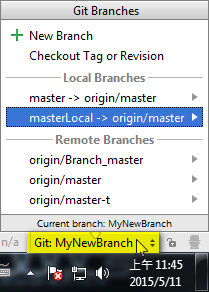 Git Branches
New Branch
Checkout Tag or Revision
Local Branches
master -> origin/master
masterLocal -> origin/master
Remote Branches
origin/Branch_master
origin/master
origin/master-t
Current branch: MyNewBranch
n/a Git: MyNewBranch
上午 11:45
2015/5/11